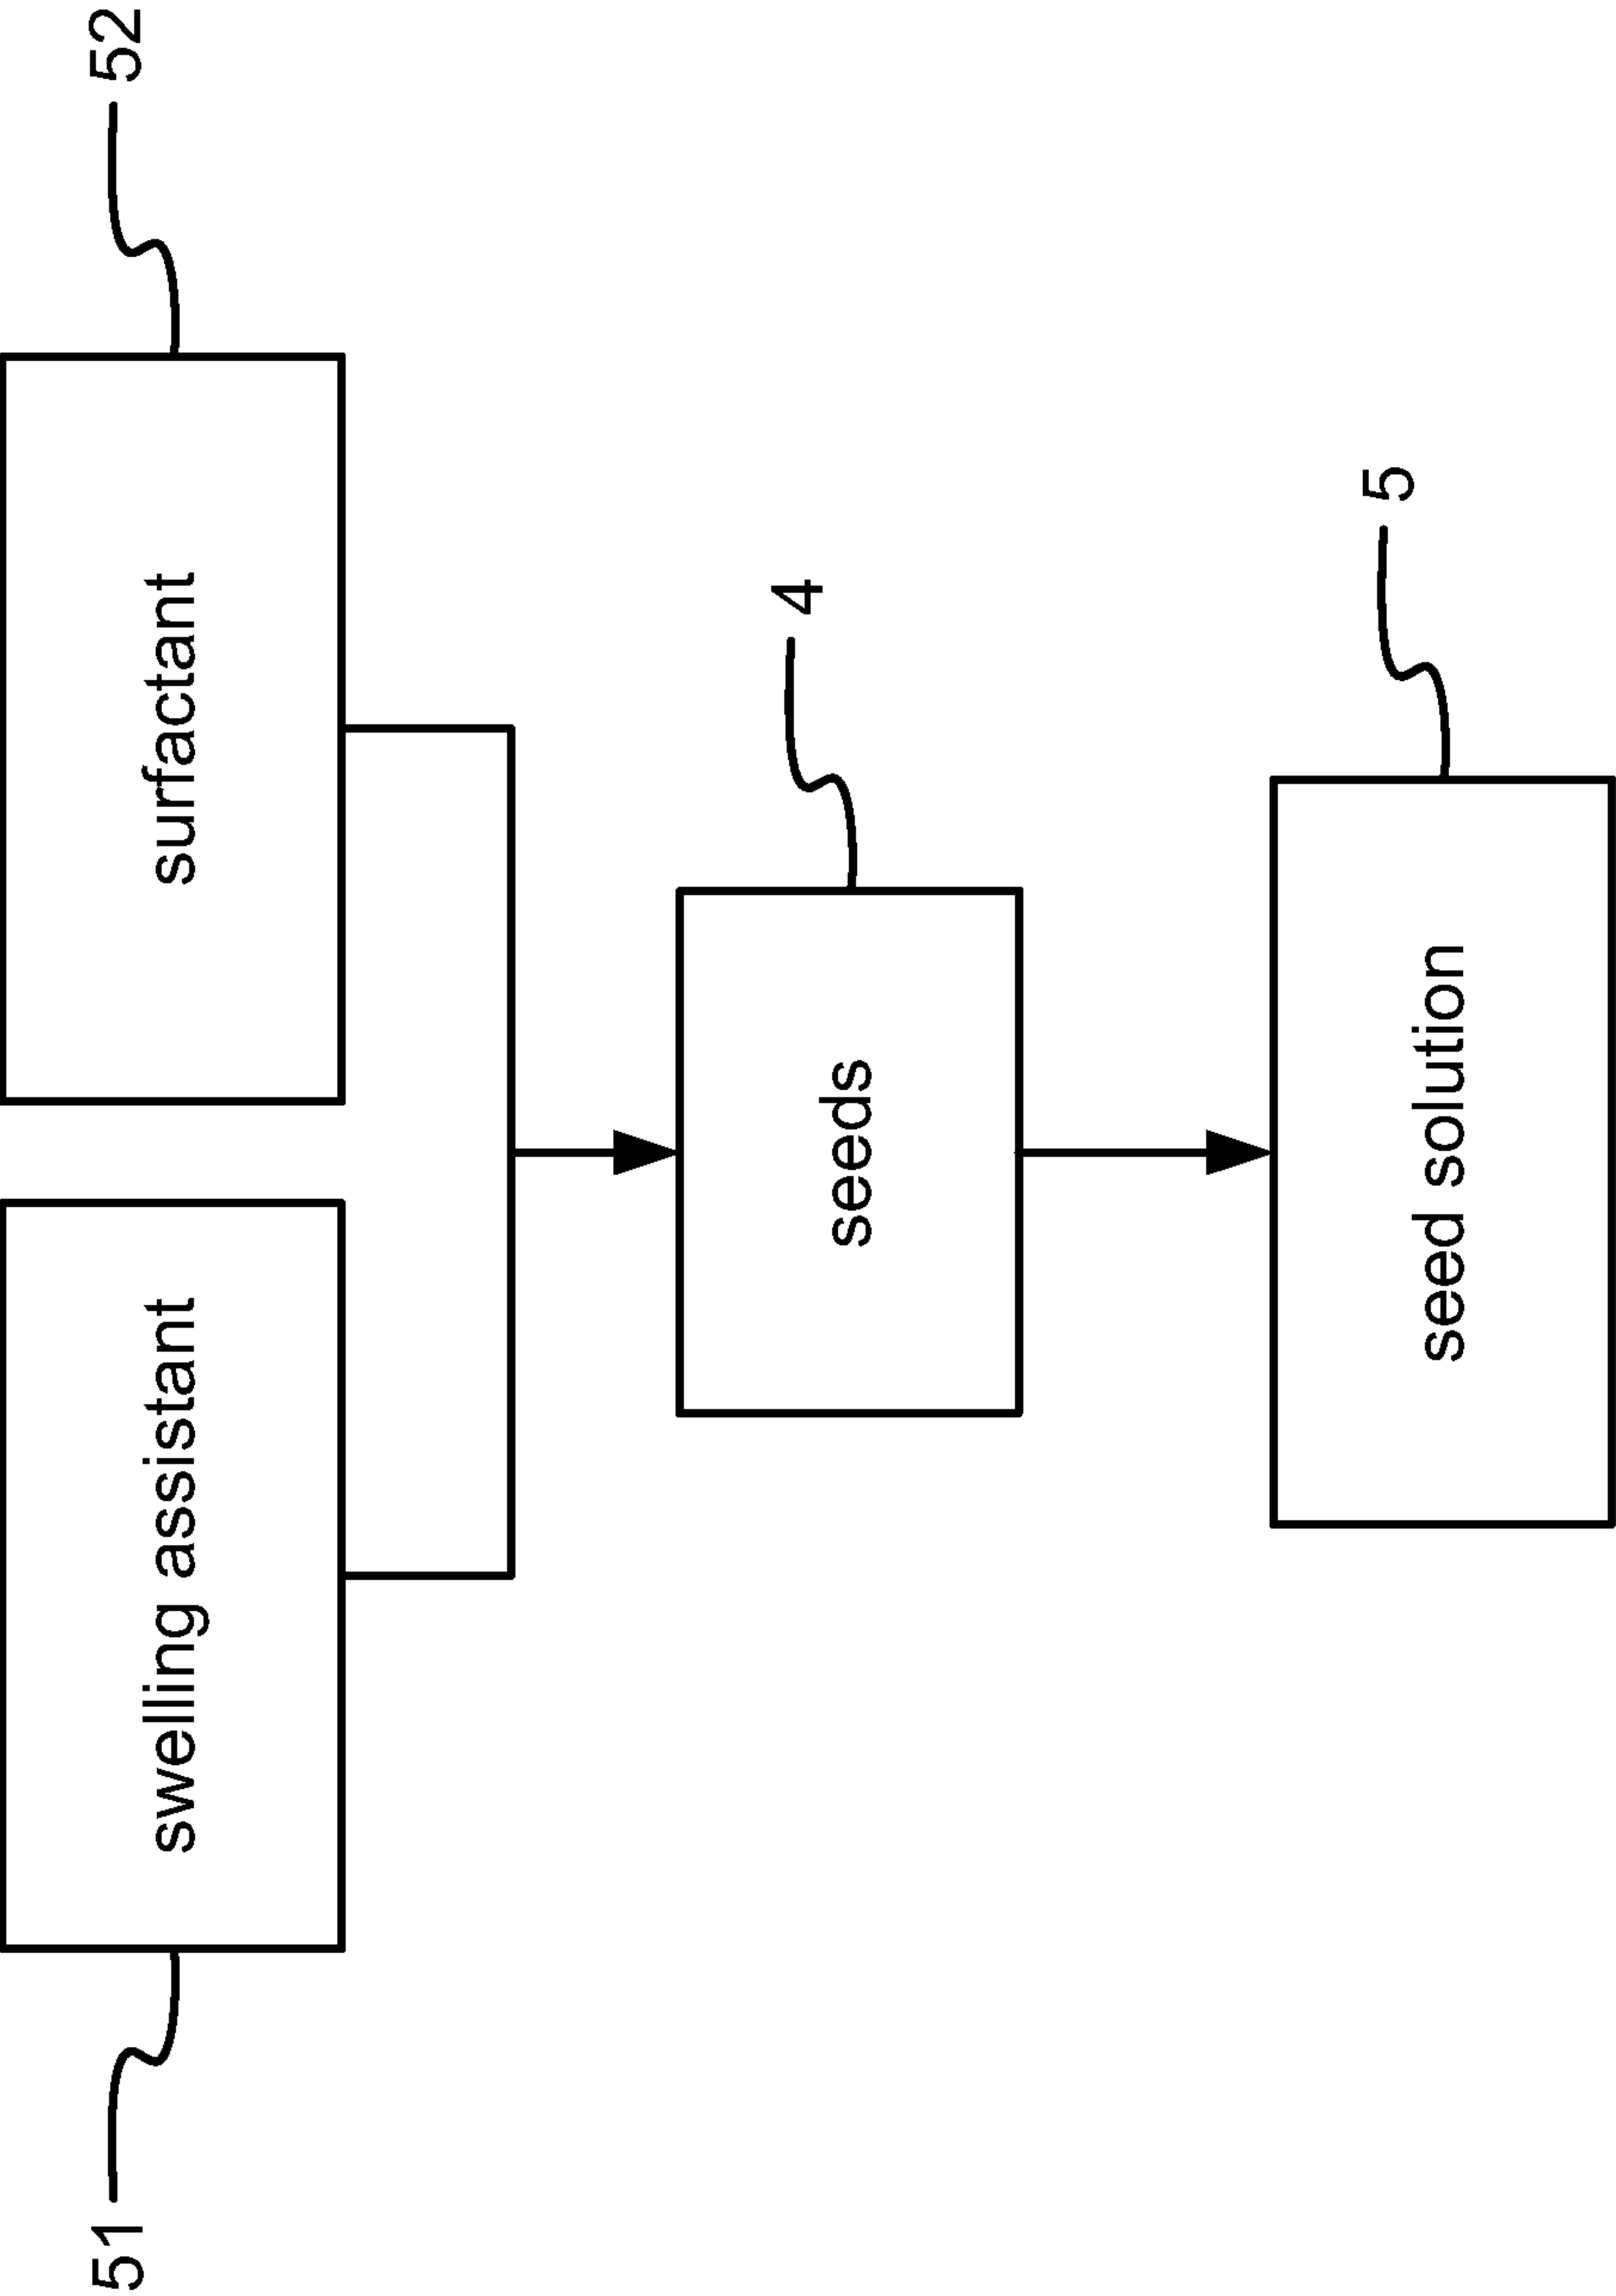 51
swelling assistant
surfactant
52
seeds
4
seed solution
5